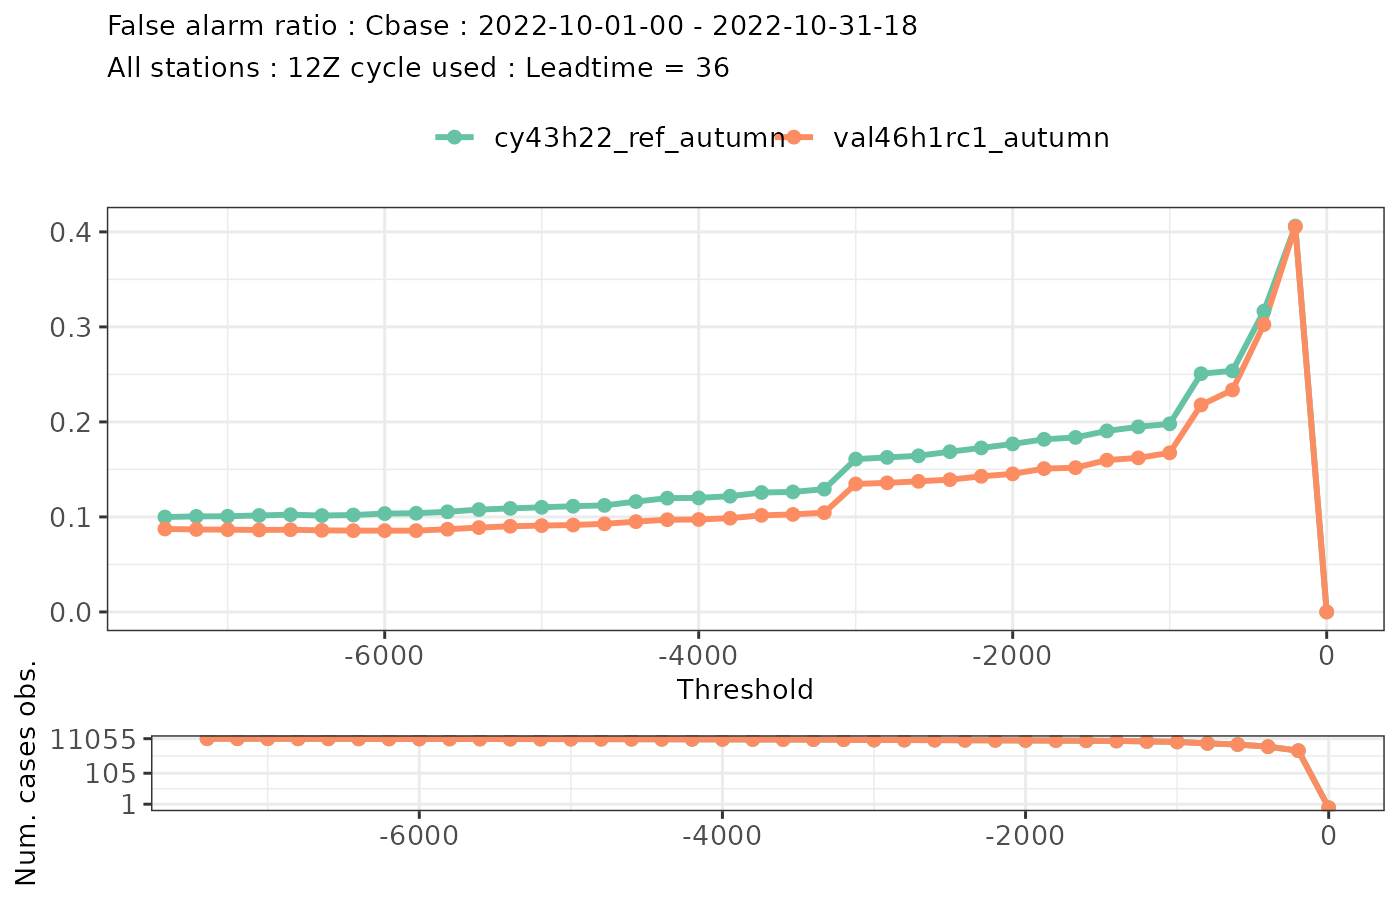 False alarm ratio : Cbase : 2022-10-01-00 - 2022-10-31-18
All stations : 12Z cycle used : Leadtime = 36
cy43h22_ref_autumn val46h1rc1_autumn
0.4
0.3
0.2
0.1
0.0
-6000 -4000 -2000 0
Threshold
Num. cases obs.
11055
105
1
-6000 -4000 -2000 0